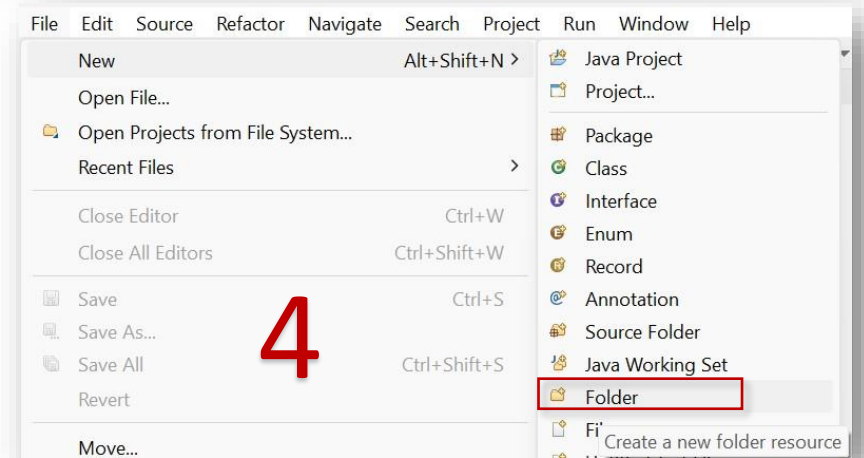 File Edit Source Refactor Navigate Search Project Run Window Help
New Alt+Shift+N >
Open File...
Open Projects from File System...
Recent Files >
Close Editor Ctrl+W
Close All Editors Ctrl+Shift+W
Save Ctrl+S
Save As...
Save All Ctrl+Shift+S
Revert
Move...
4
Java Project
Project...
Package
Class
Interface
Enum
Record
Annotation
Source Folder
Java Working Set
Folder
Create a new folder resource